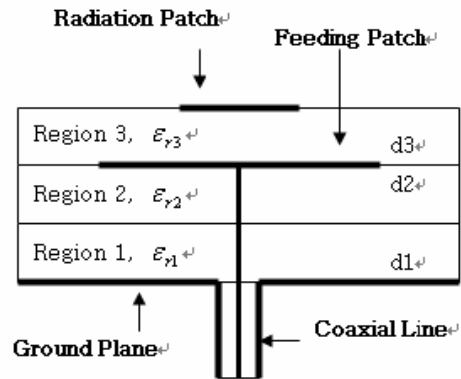 Radiation Patch↵
Feeding Patch↵
Region 3, εr3↵
d3↵
Region 2, εr2↵
d2↵
Region 1, εr1↵
d1↵
Coaxial Line↵
Ground Plane↵